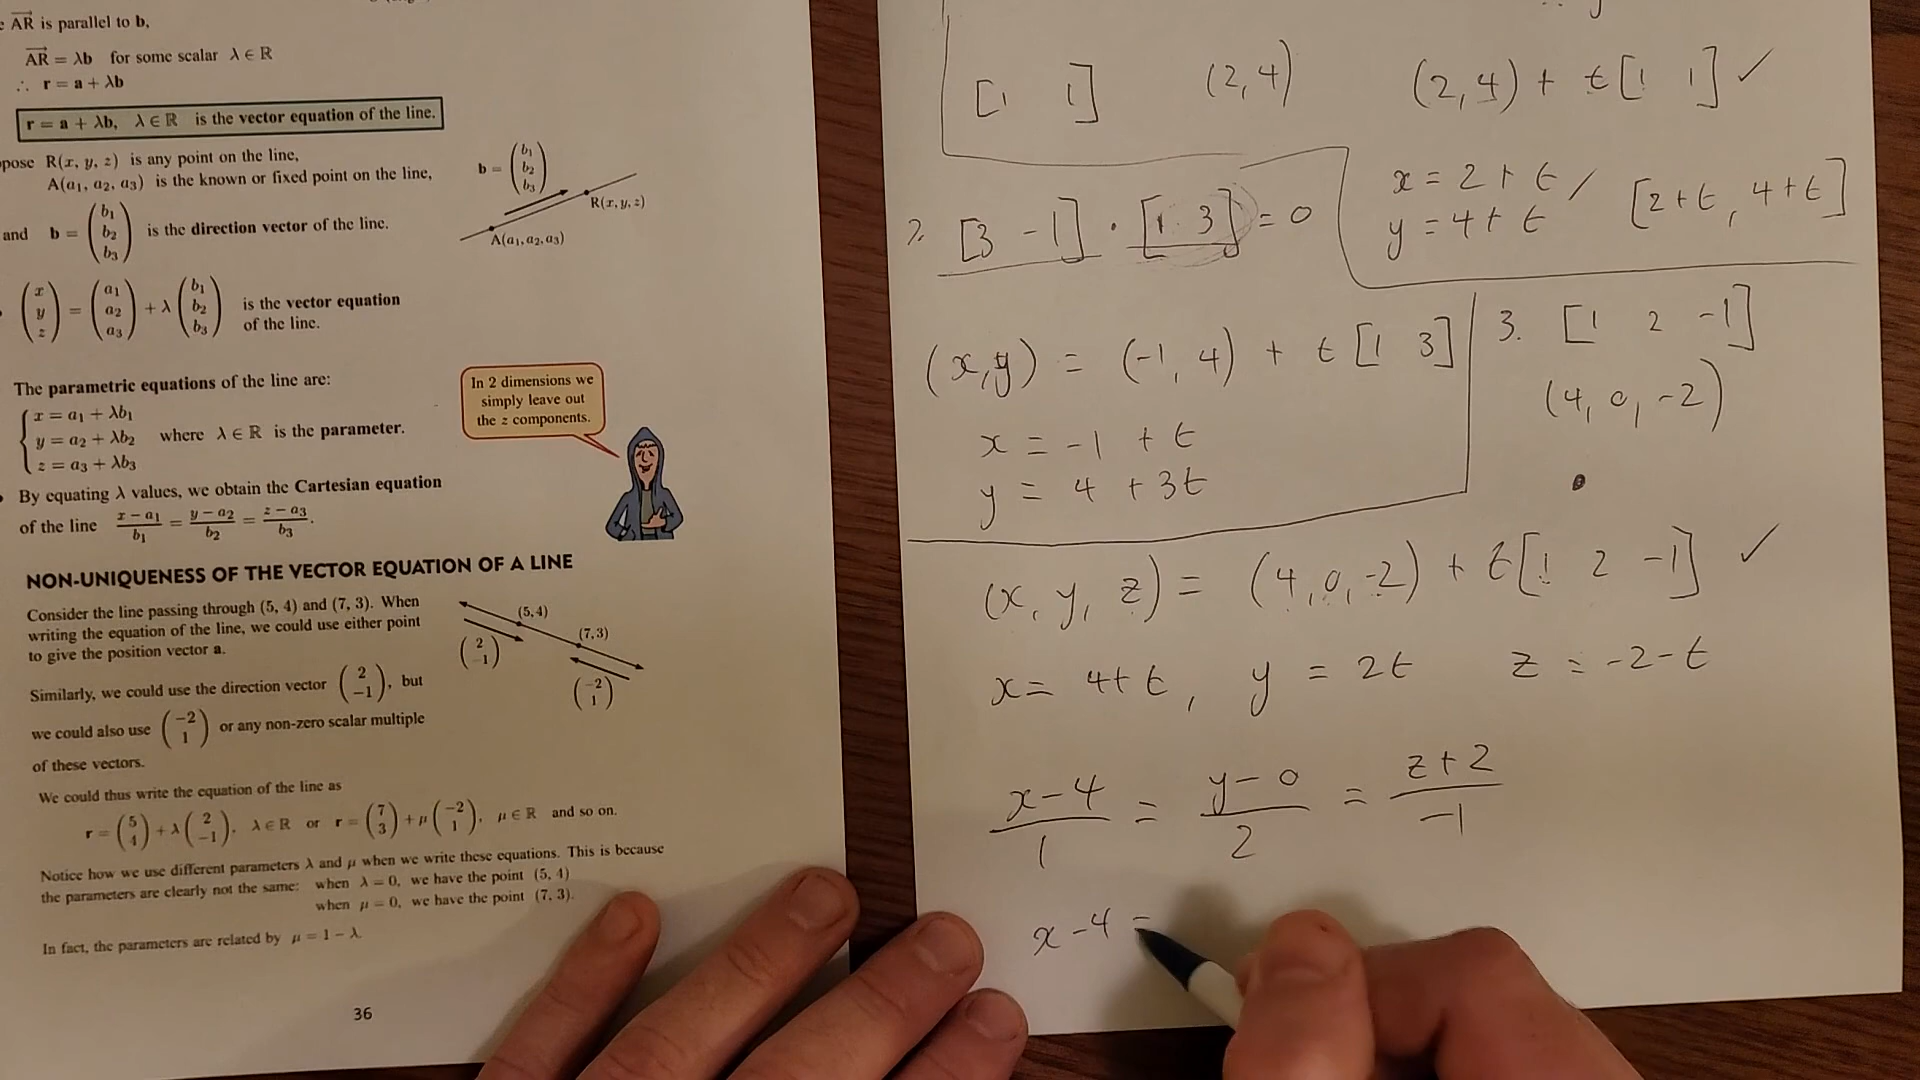 AR is parallel to b,
AR = λb for some scalar λ ∈ ℝ
∴ r = a + λb
r = a + λb, λ ∈ ℝ is the vector equation of the line.
pose R(x, y, z) is any point on the line,
A(a₁, a₂, a₃) is the known or fixed point on the line,
and b = (b₁ b₂ b₃) is the direction vector of the line.
b = (b₁ b₂ b₃)
R(x, y, z)
A(a₁, a₂, a₃)
(x y z) = (a₁ a₂ a₃) + λ (b₁ b₂ b₃) is the vector equation
of the line.
The parametric equations of the line are:
x = a₁ + λb₁
y = a₂ + λb₂ where λ ∈ ℝ is the parameter.
z = a₃ + λb₃
In 2 dimensions we
simply leave out
the z components.
By equating λ values, we obtain the Cartesian equation
of the line (x − a₁)/b₁ = (y − a₂)/b₂ = (z − a₃)/b₃.
NON-UNIQUENESS OF THE VECTOR EQUATION OF A LINE
Consider the line passing through (5, 4) and (7, 3). When
writing the equation of the line, we could use either point
to give the position vector a.
(5, 4)
(7, 3)
(2 −1)
(−2 1)
Similarly, we could use the direction vector (2 −1), but
we could also use (−2 1) or any non-zero scalar multiple
of these vectors.
We could thus write the equation of the line as
r = (5 4) + λ (2 −1), λ ∈ ℝ or r = (7 3) + μ (−2 1), μ ∈ ℝ and so on.
Notice how we use different parameters λ and μ when we write these equations. This is because
the parameters are clearly not the same: when λ = 0, we have the point (5, 4)
when μ = 0, we have the point (7, 3).
In fact, the parameters are related by μ = 1 − λ.
36
[1 1] (2,4) (2,4) + t[1 1] ✓
x = 2 + t /
y = 4 + t
[2+t, 4+t]
2. [3 -1] · [1 3] = 0
(x,y) = (-1, 4) + t [1 3]
x = -1 + t
y = 4 + 3t
3. [1 2 -1]
(4, 0, -2)
(x, y, z) = (4,0,-2) + t[1 2 -1] ✓
x = 4+t, y = 2t z = -2-t
(x-4)/1 = (y-0)/2 = (z+2)/-1
x-4 =